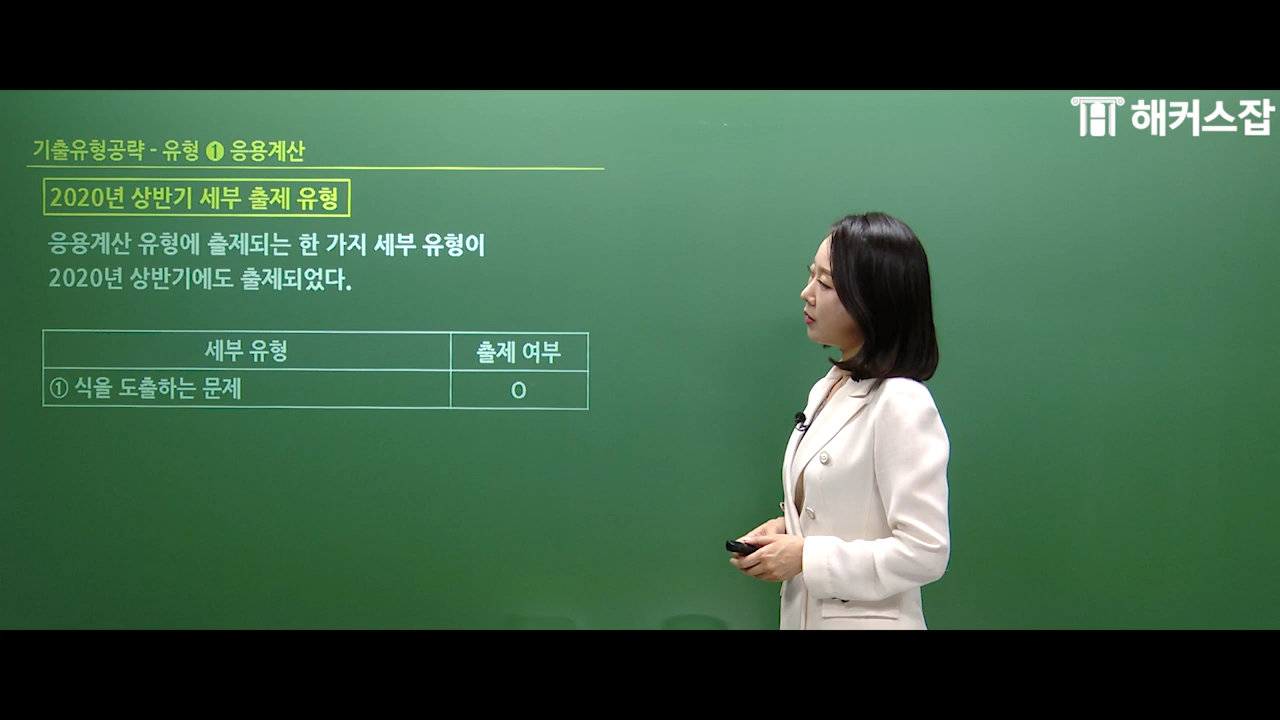 해커스잡
기출유형공략 - 유형 ❶ 응용계산
2020년 상반기 세부 출제 유형
응용계산 유형에 출제되는 한 가지 세부 유형이
2020년 상반기에도 출제되었다.
세부 유형 출제 여부
① 식을 도출하는 문제 O